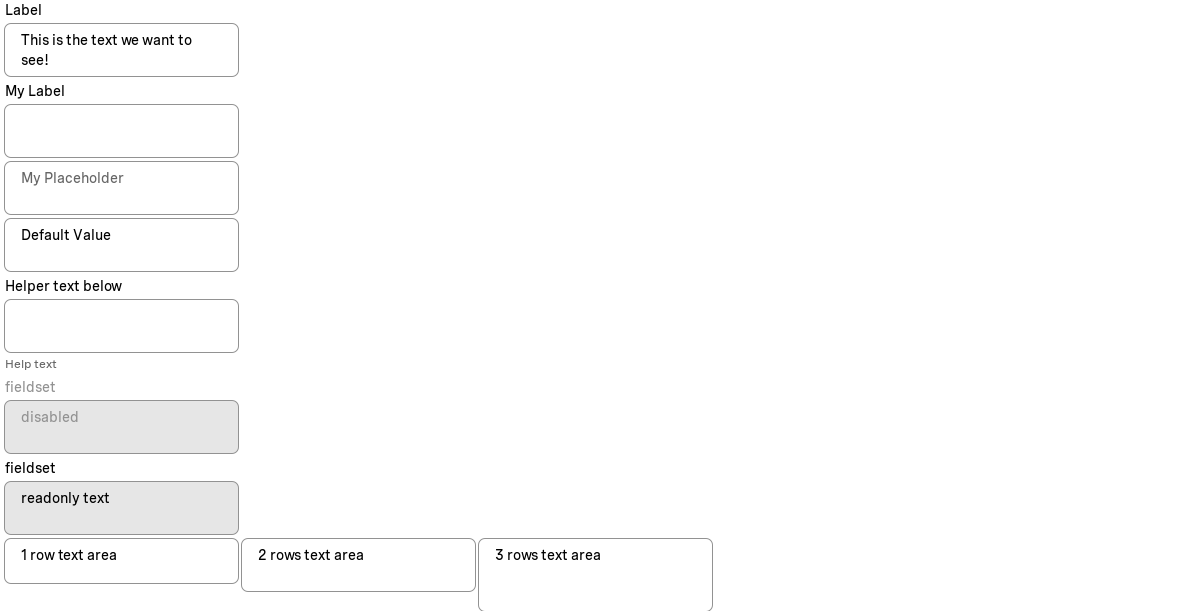 Label
This is the text we want to
see!
My Label
My Placeholder
Default Value
Helper text below
Help text
fieldset
disabled
fieldset
readonly text
1 row text area
2 rows text area
3 rows text area